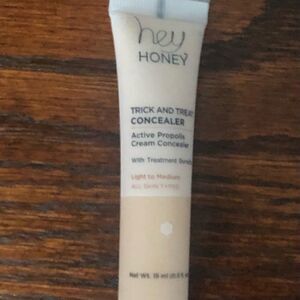 hey
HONEY
TRICK AND TREAT
CONCEALER
Active Propolis
Cream Concealer
With Treatment
Light to Medium
ALL SKIN TYPES
Net Wt. 15 ml